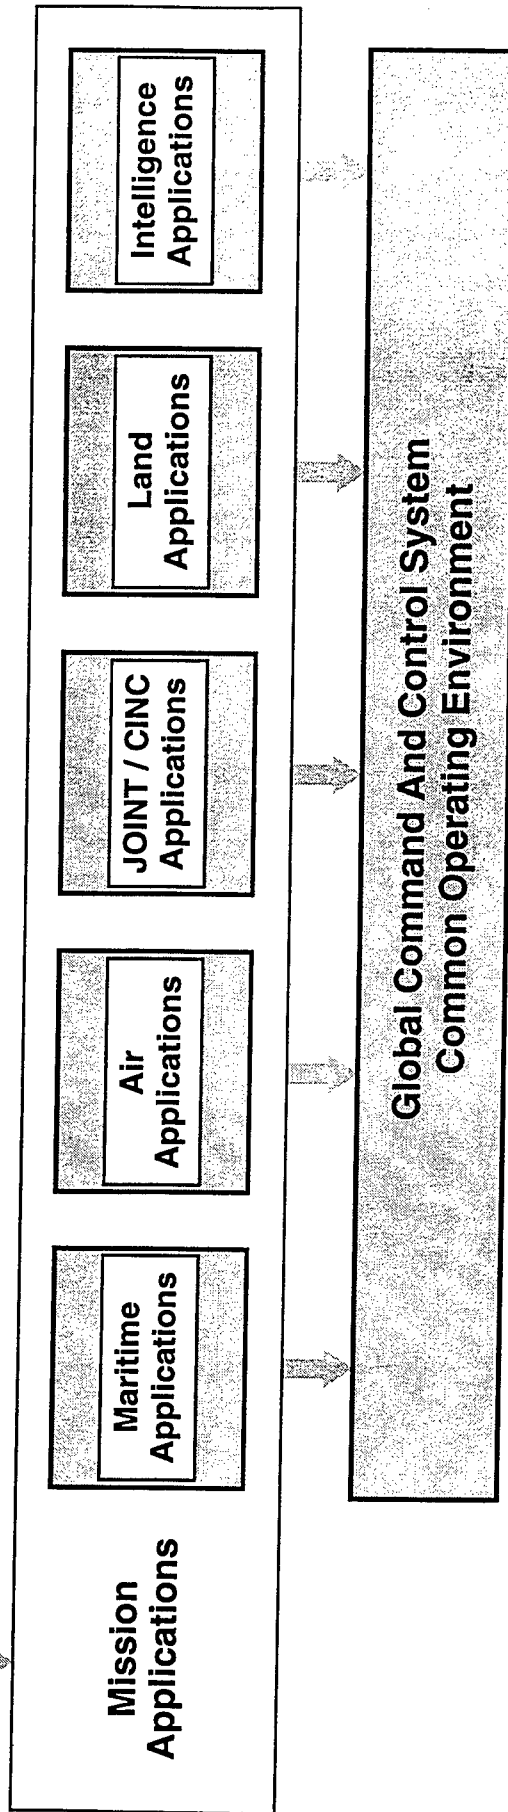 Mission
Applications
Maritime
Applications
Air
Applications
JOINT / CINC
Applications
Land
Applications
Intelligence
Applications
Global Command And Control System
Common Operating Environment